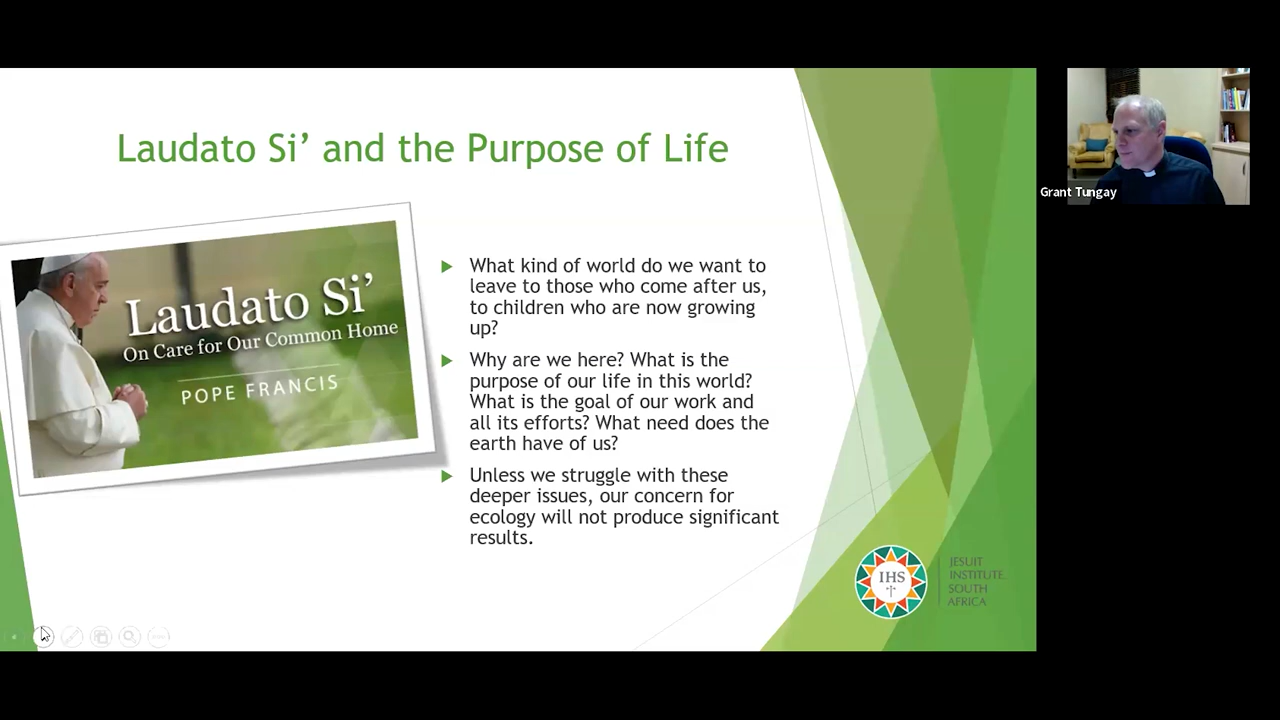 Laudato Si’ and the Purpose of Life
Laudato Si’
On Care for Our Common Home
POPE FRANCIS
What kind of world do we want to
leave to those who come after us,
to children who are now growing
up?
Why are we here? What is the
purpose of our life in this world?
What is the goal of our work and
all its efforts? What need does the
earth have of us?
Unless we struggle with these
deeper issues, our concern for
ecology will not produce significant
results.
IHS
JESUIT
INSTITUTE
SOUTH
AFRICA
Grant Tungay